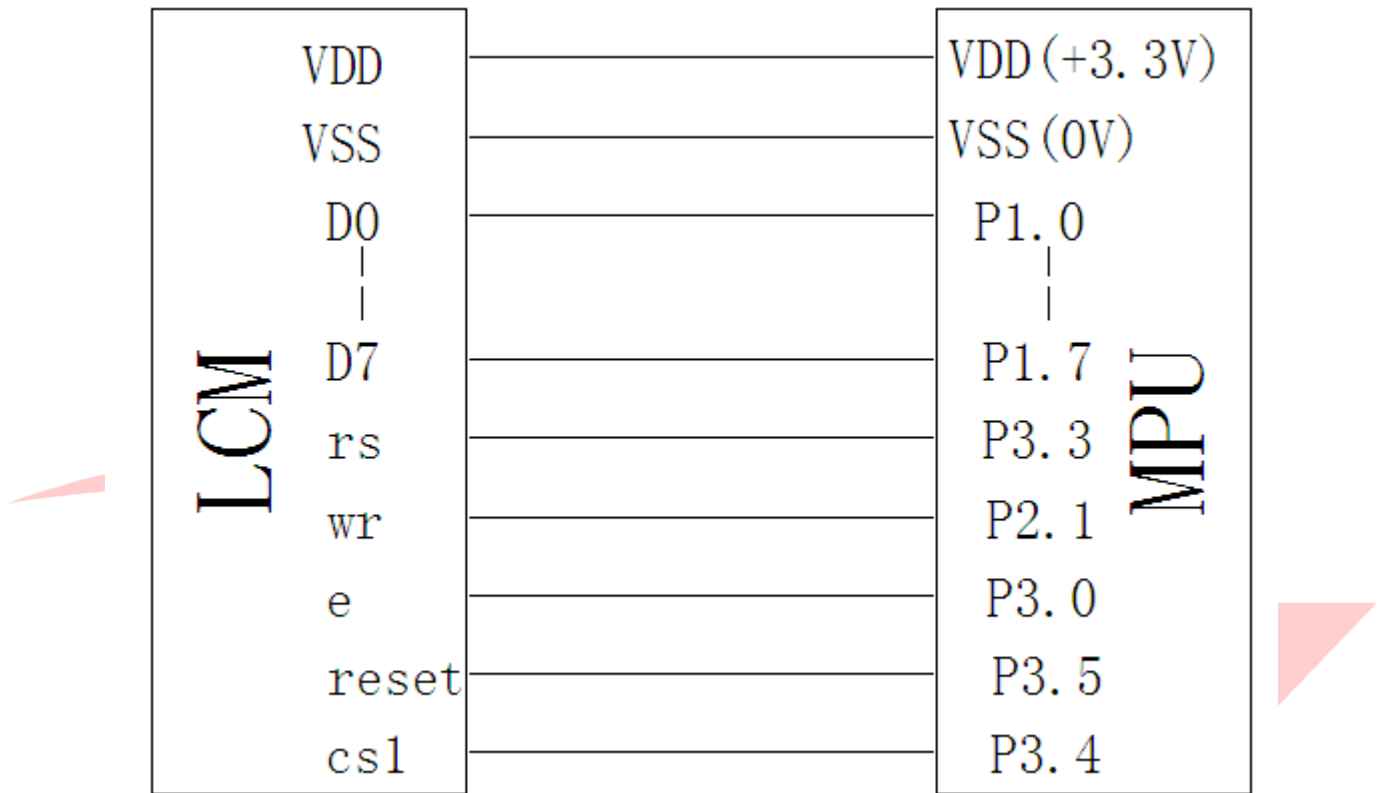 VDD VDD(+3.3V)
VSS VSS(0V)
D0 P1.0
D7 P1.7
rs P3.3
wr P2.1
e P3.0
reset P3.5
cs1 P3.4
LCM
MPU